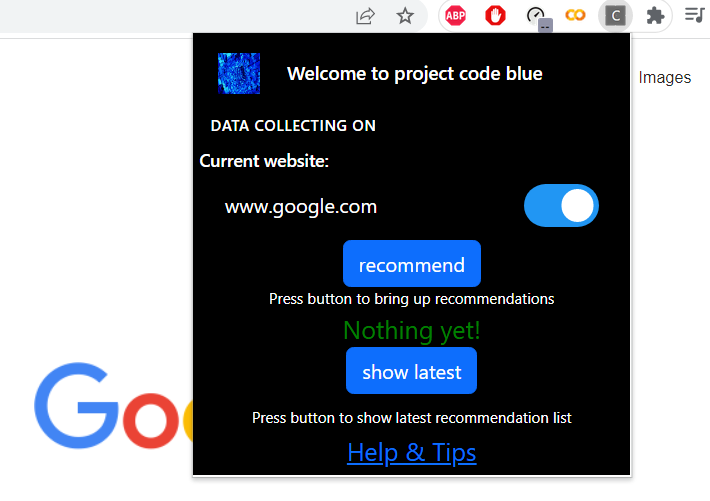 ABP
C
Welcome to project code blue
Images
DATA COLLECTING ON
Current website:
www.google.com
recommend
Press button to bring up recommendations
Nothing yet!
show latest
Goo
Press button to show latest recommendation list
Help & Tips